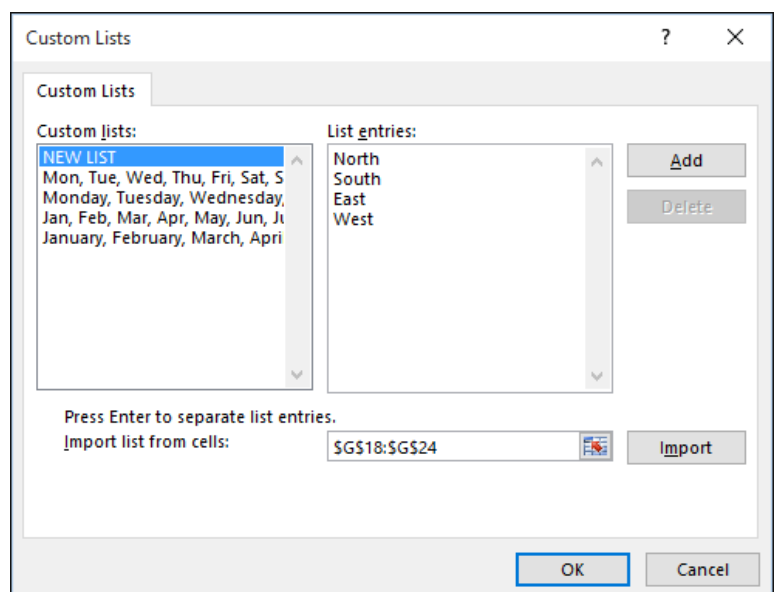 Custom Lists
?
Custom Lists
Custom lists:
NEW LIST
Mon, Tue, Wed, Thu, Fri, Sat, S
Monday, Tuesday, Wednesday,
Jan, Feb, Mar, Apr, May, Jun, Ju
January, February, March, Apri
List entries:
North
South
East
West
Add
Delete
Press Enter to separate list entries.
Import list from cells:
$G$18:$G$24
Import
OK
Cancel